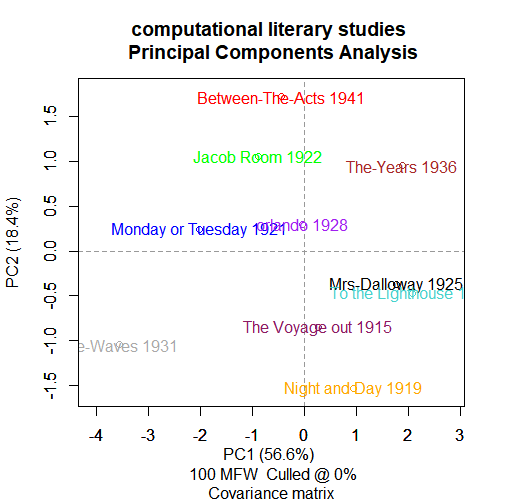 computational literary studies
Principal Components Analysis
Between-The-Acts 1941
Jacob Room 1922
The-Years 1936
orlando 1928
Monday or Tuesday 1921
Mrs-Dalloway 1925
To the Lighthouse 1
The Voyage out 1915
e-Waves 1931
Night and Day 1919
PC2 (18.4%)
1.5
1.0
0.5
0.0
-0.5
-1.0
-1.5
-4 -3 -2 -1 0 1 2 3
PC1 (56.6%)
100 MFW Culled @ 0%
Covariance matrix